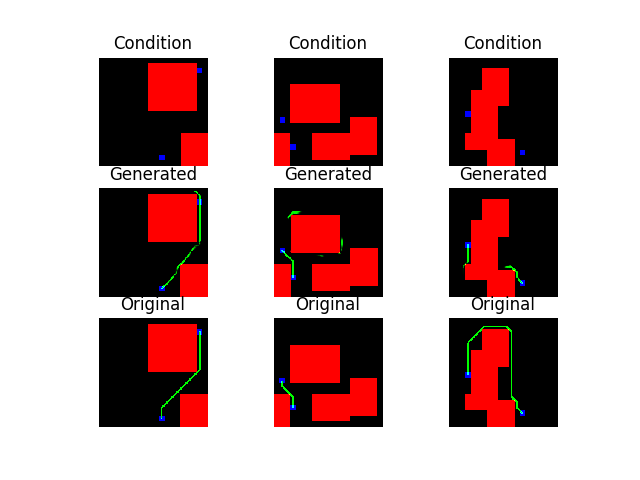 Condition Condition Condition
Generated Generated Generated
Original Original Original